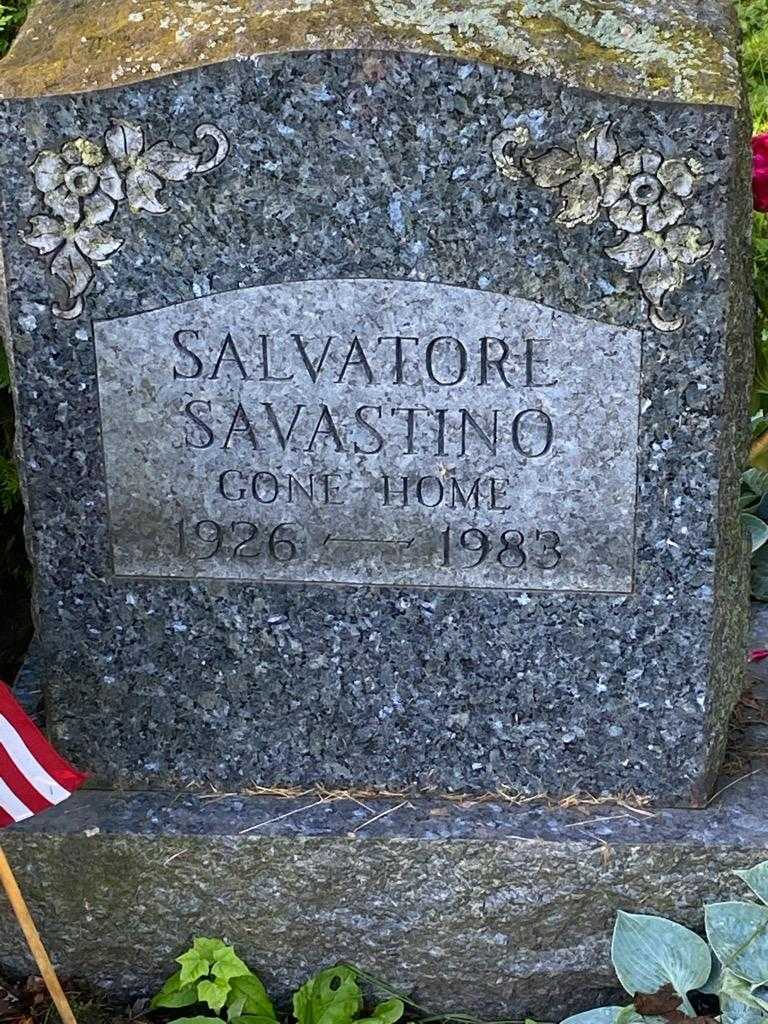 SALVATORE
SAVASTINO
GONE HOME
1926 — 1983